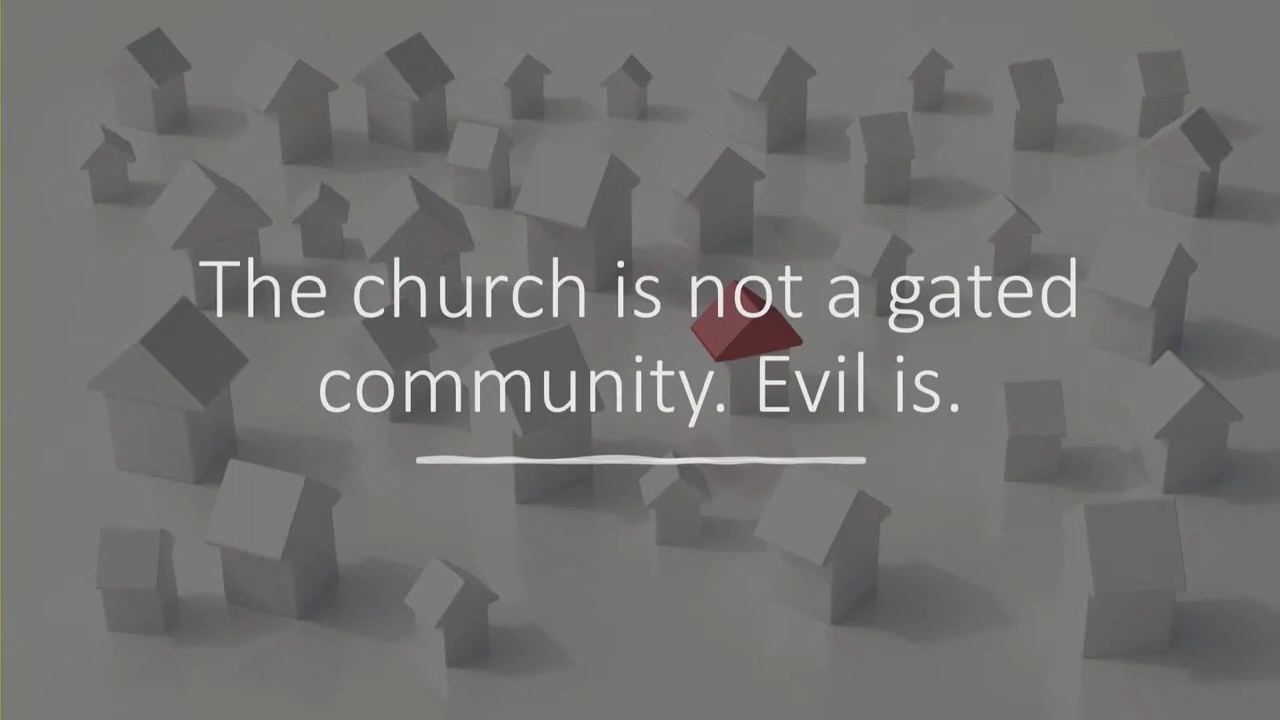 The church is not a gated
community. Evil is.